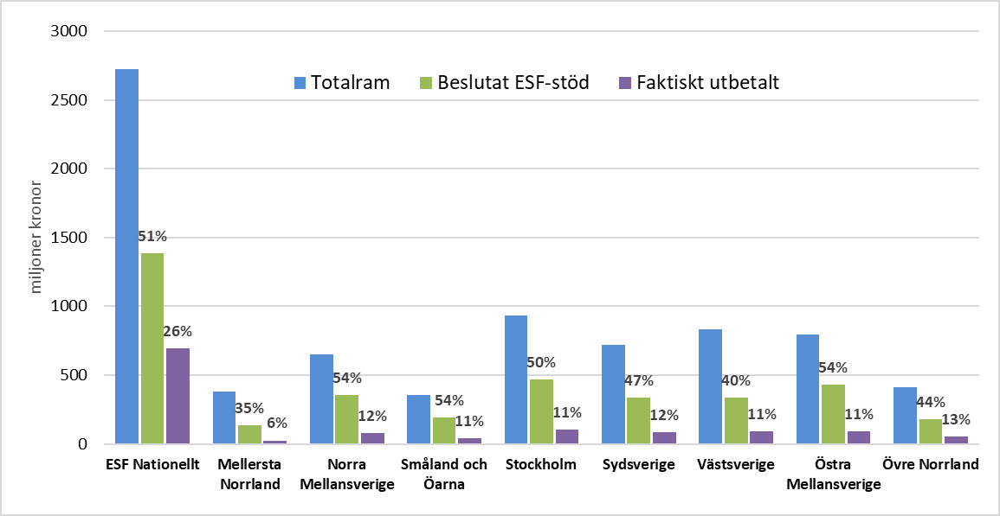 3000
2500
2000
1500
1000
500
0
miljoner kronor
Totalram Beslutat ESF-stöd Faktiskt utbetalt
51%
26%
35%
6%
54%
12%
54%
11%
50%
11%
47%
12%
40%
11%
54%
11%
44%
13%
ESF Nationellt
Mellersta
Norrland
Norra
Mellansverige
Småland och
Öarna
Stockholm
Sydsverige
Västsverige
Östra
Mellansverige
Övre Norrland